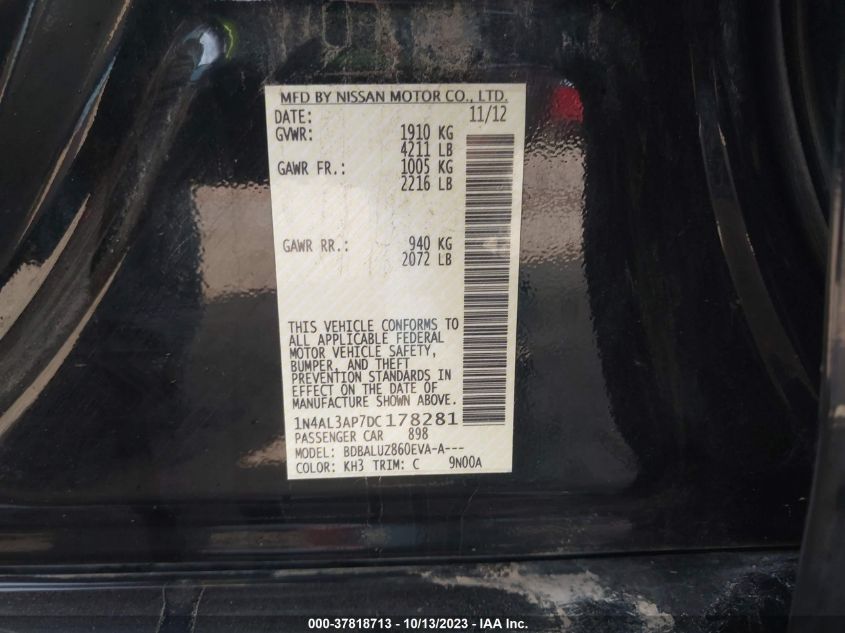 MFD BY NISSAN MOTOR CO., LTD.
DATE: 11/12
GVWR: 1910 KG
4211 LB
GAWR FR.: 1005 KG
2216 LB
GAWR RR.: 940 KG
2072 LB
THIS VEHICLE CONFORMS TO
ALL APPLICABLE FEDERAL
MOTOR VEHICLE SAFETY,
BUMPER, AND THEFT
PREVENTION STANDARDS IN
EFFECT ON THE DATE OF
MANUFACTURE SHOWN ABOVE.
1N4AL3AP7DC178281
PASSENGER CAR 898
MODEL: BDBALUZ860EVA-A---
COLOR: KH3 TRIM: C 9N00A
000-37818713 - 10/13/2023 - IAA Inc.